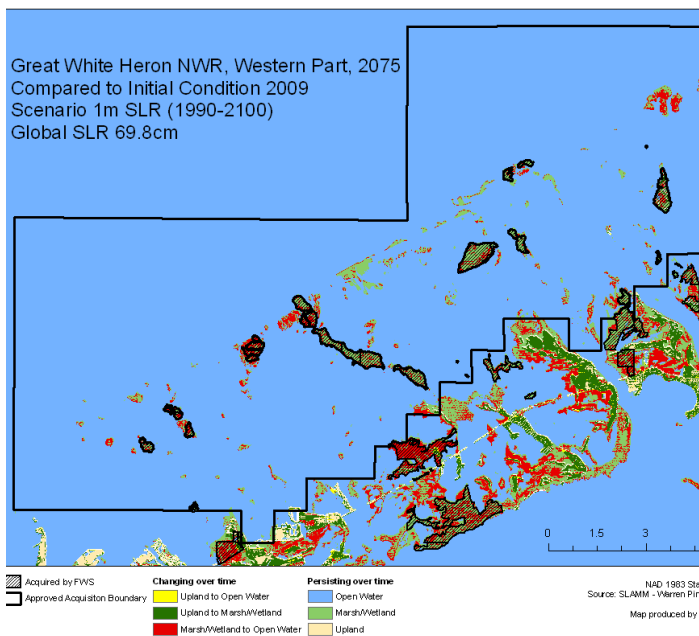 Great White Heron NWR, Western Part, 2075
Compared to Initial Condition 2009
Scenario 1m SLR (1990-2100)
Global SLR 69.8cm
0 1.5 3
Acquired by FWS
Approved Acquisiton Boundary
Changing over time
Upland to Open Water
Upland to Marsh/Wetland
Marsh/Wetland to Open Water
Persisting over time
Open Water
Marsh/Wetland
Upland
NAD 1983 Sta
Source: SLAMM - Warren Pin
Map produced by